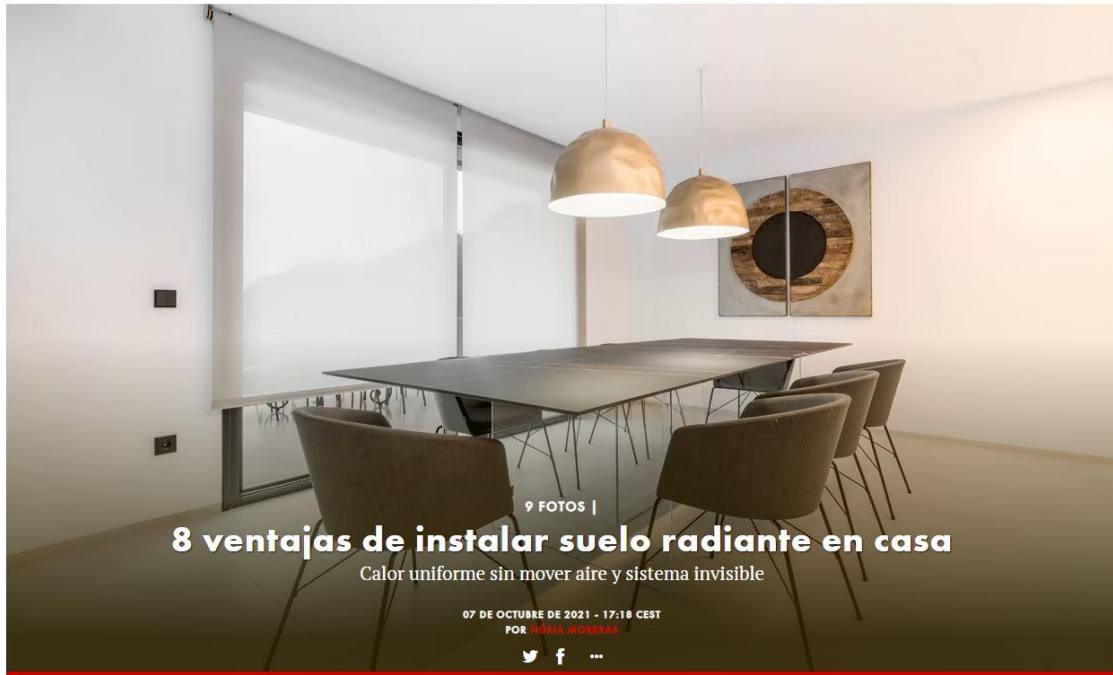 9 FOTOS |
8 ventajas de instalar suelo radiante en casa
Calor uniforme sin mover aire y sistema invisible
07 DE OCTUBRE DE 2021 - 17:18 CEST
POR NÚRIA MORERAS